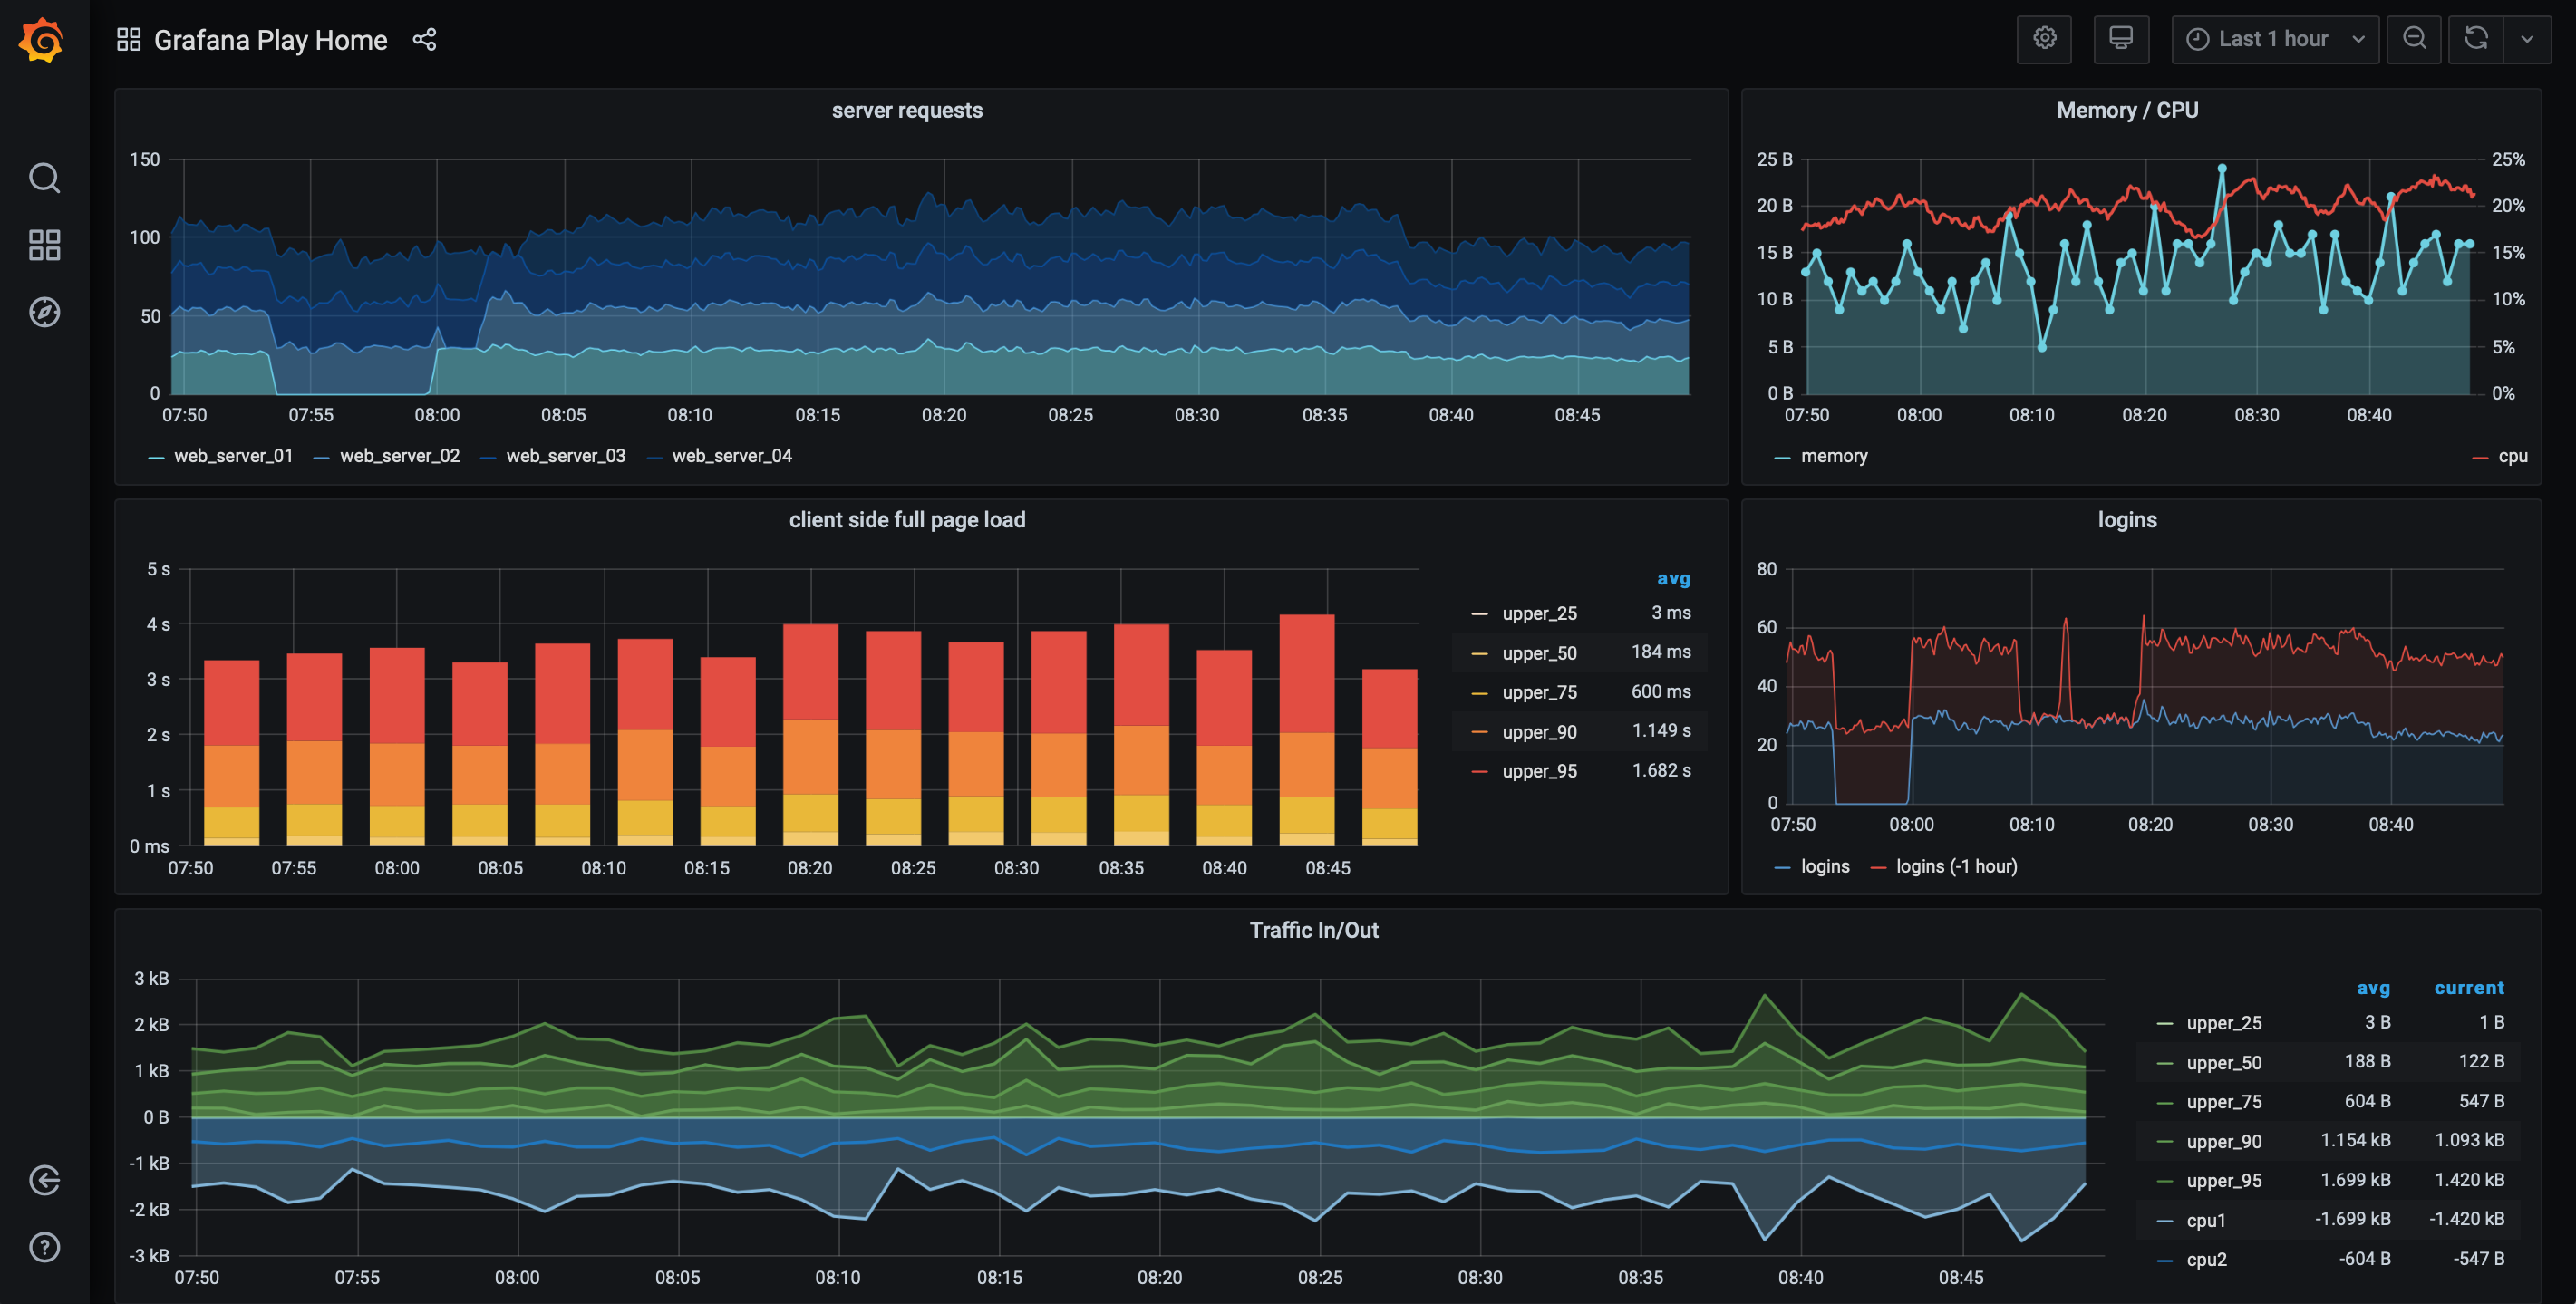 Grafana Play Home
Last 1 hour
server requests
150
100
50
0
07:50 07:55 08:00 08:05 08:10 08:15 08:20 08:25 08:30 08:35 08:40 08:45
web_server_01 web_server_02 web_server_03 web_server_04
Memory / CPU
25 B 25%
20 B 20%
15 B 15%
10 B 10%
5 B 5%
0 B 0%
07:50 08:00 08:10 08:20 08:30 08:40
memory cpu
client side full page load
5 s
4 s
3 s
2 s
1 s
0 ms
07:50 07:55 08:00 08:05 08:10 08:15 08:20 08:25 08:30 08:35 08:40 08:45
avg
upper_25 3 ms
upper_50 184 ms
upper_75 600 ms
upper_90 1.149 s
upper_95 1.682 s
logins
80
60
40
20
0
07:50 08:00 08:10 08:20 08:30 08:40
logins logins (-1 hour)
Traffic In/Out
3 kB
2 kB
1 kB
0 B
-1 kB
-2 kB
-3 kB
07:50 07:55 08:00 08:05 08:10 08:15 08:20 08:25 08:30 08:35 08:40 08:45
avg current
upper_25 3 B 1 B
upper_50 188 B 122 B
upper_75 604 B 547 B
upper_90 1.154 kB 1.093 kB
upper_95 1.699 kB 1.420 kB
cpu1 -1.699 kB -1.420 kB
cpu2 -604 B -547 B